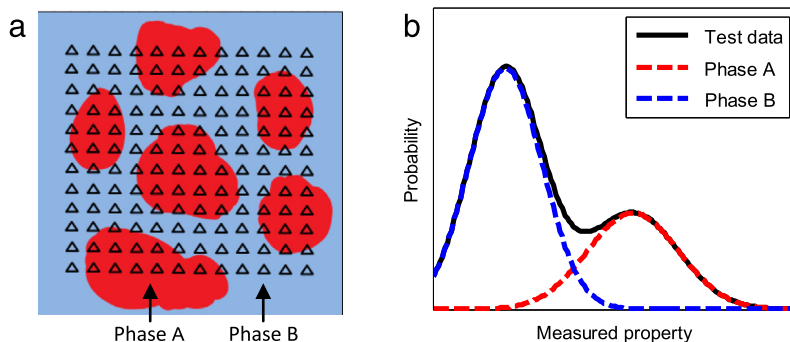 a
Phase A
Phase B
b
Test data
Phase A
Phase B
Probability
Measured property